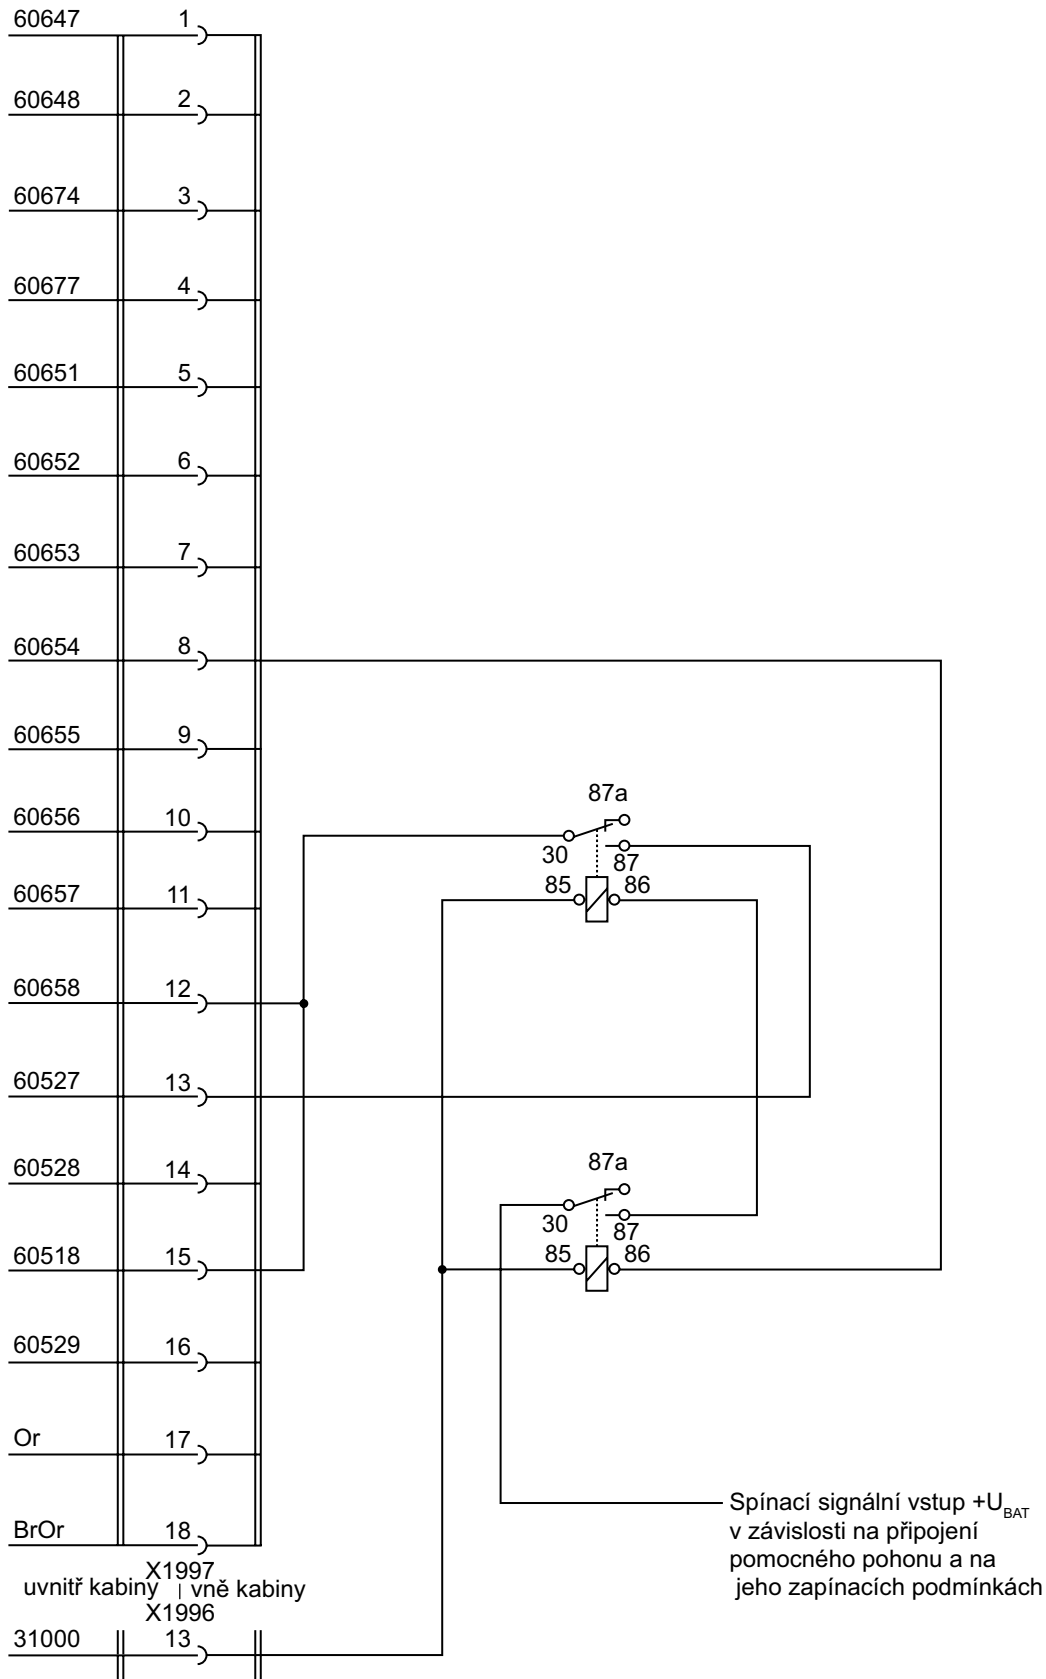 60647 1
60648 2
60674 3
60677 4
60651 5
60652 6
60653 7
60654 8
60655 9
87a
60656 10
30
87
60657 11
85 86
60658 12
60527 13
60528 14
87a
30
87
60518 15
85 86
60529 16
Or 17
Spínací signální vstup +UBAT
BrOr 18
v závislosti na připojení
pomocného pohonu a na
jeho zapínacích podmínkách
X1997
uvnitř kabiny | vně kabiny
X1996
31000 13